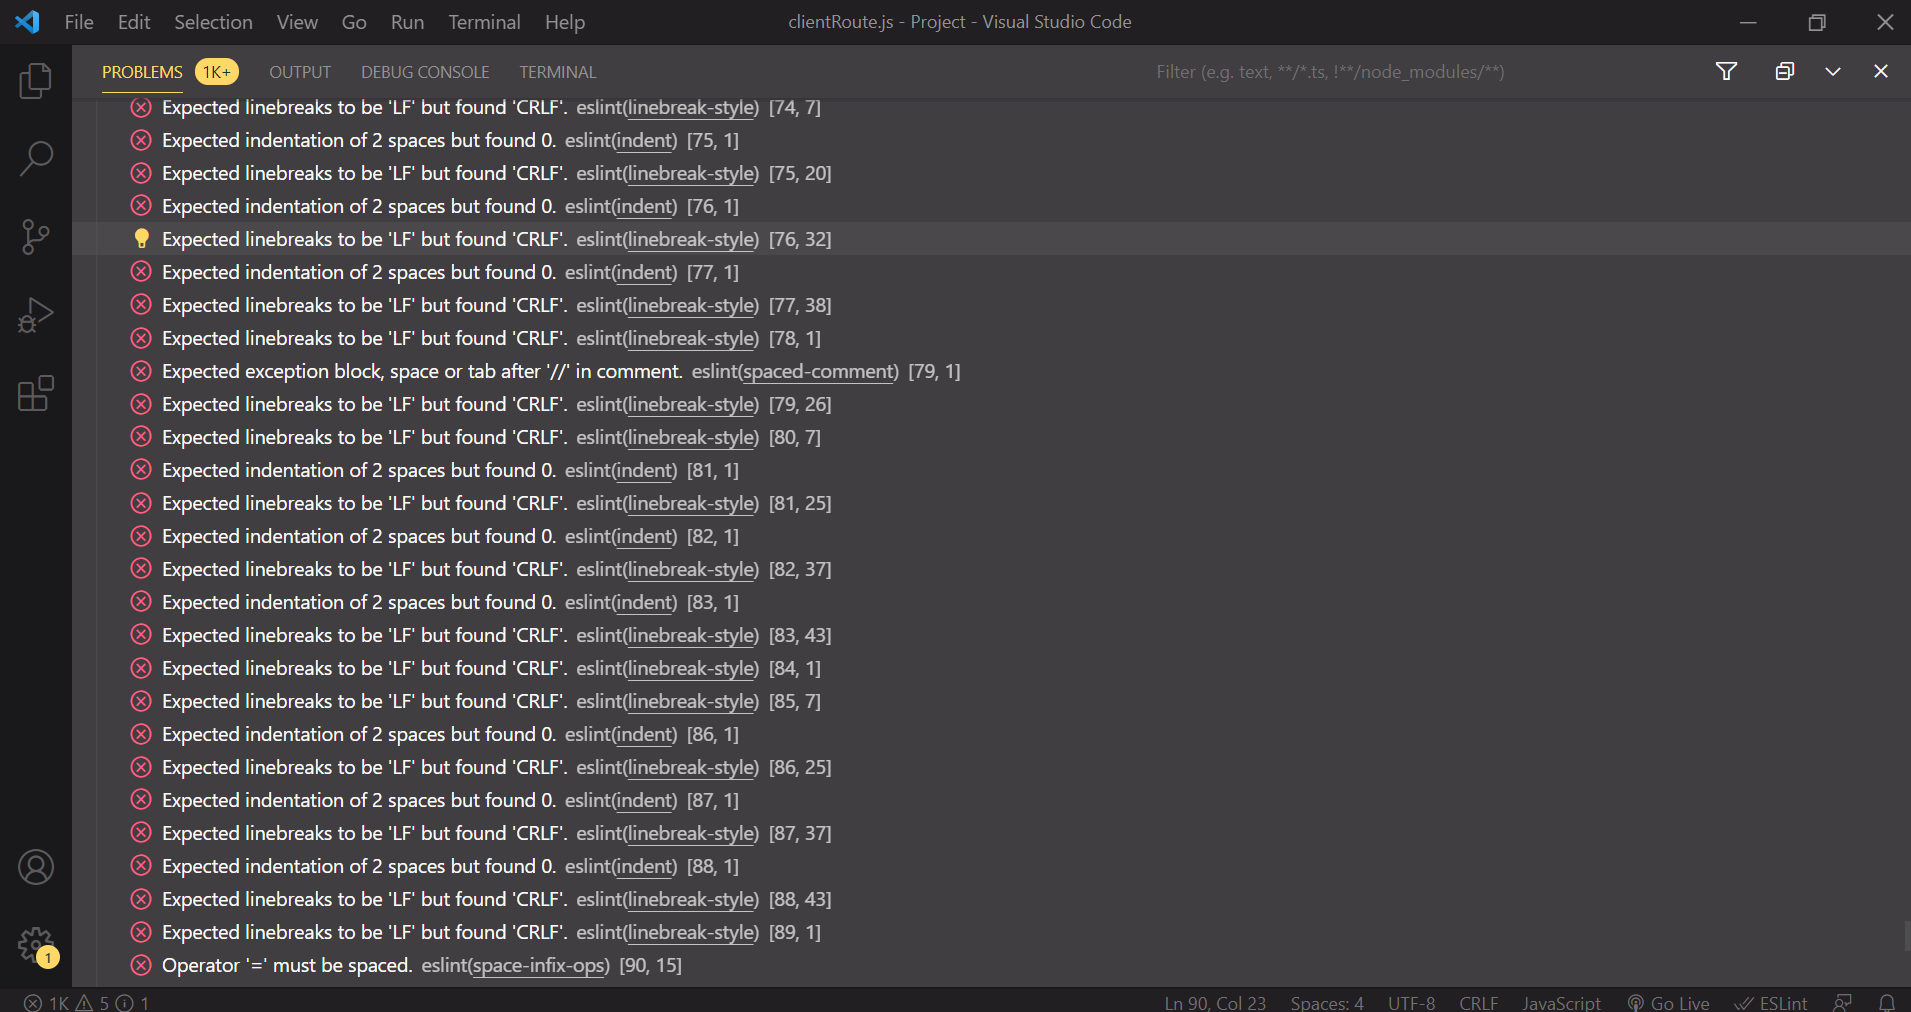 File Edit Selection View Go Run Terminal Help clientRoute.js - Project - Visual Studio Code
PROBLEMS 1K+ OUTPUT DEBUG CONSOLE TERMINAL Filter (e.g. text, **/*.ts, !**/node_modules/**)
Expected linebreaks to be 'LF' but found 'CRLF'. eslint(linebreak-style) [74, 7]
Expected indentation of 2 spaces but found 0. eslint(indent) [75, 1]
Expected linebreaks to be 'LF' but found 'CRLF'. eslint(linebreak-style) [75, 20]
Expected indentation of 2 spaces but found 0. eslint(indent) [76, 1]
Expected linebreaks to be 'LF' but found 'CRLF'. eslint(linebreak-style) [76, 32]
Expected indentation of 2 spaces but found 0. eslint(indent) [77, 1]
Expected linebreaks to be 'LF' but found 'CRLF'. eslint(linebreak-style) [77, 38]
Expected linebreaks to be 'LF' but found 'CRLF'. eslint(linebreak-style) [78, 1]
Expected exception block, space or tab after '//' in comment. eslint(spaced-comment) [79, 1]
Expected linebreaks to be 'LF' but found 'CRLF'. eslint(linebreak-style) [79, 26]
Expected linebreaks to be 'LF' but found 'CRLF'. eslint(linebreak-style) [80, 7]
Expected indentation of 2 spaces but found 0. eslint(indent) [81, 1]
Expected linebreaks to be 'LF' but found 'CRLF'. eslint(linebreak-style) [81, 25]
Expected indentation of 2 spaces but found 0. eslint(indent) [82, 1]
Expected linebreaks to be 'LF' but found 'CRLF'. eslint(linebreak-style) [82, 37]
Expected indentation of 2 spaces but found 0. eslint(indent) [83, 1]
Expected linebreaks to be 'LF' but found 'CRLF'. eslint(linebreak-style) [83, 43]
Expected linebreaks to be 'LF' but found 'CRLF'. eslint(linebreak-style) [84, 1]
Expected linebreaks to be 'LF' but found 'CRLF'. eslint(linebreak-style) [85, 7]
Expected indentation of 2 spaces but found 0. eslint(indent) [86, 1]
Expected linebreaks to be 'LF' but found 'CRLF'. eslint(linebreak-style) [86, 25]
Expected indentation of 2 spaces but found 0. eslint(indent) [87, 1]
Expected linebreaks to be 'LF' but found 'CRLF'. eslint(linebreak-style) [87, 37]
Expected indentation of 2 spaces but found 0. eslint(indent) [88, 1]
Expected linebreaks to be 'LF' but found 'CRLF'. eslint(linebreak-style) [88, 43]
Expected linebreaks to be 'LF' but found 'CRLF'. eslint(linebreak-style) [89, 1]
Operator '=' must be spaced. eslint(space-infix-ops) [90, 15]
1
1K 5 1 Ln 90, Col 23 Spaces: 4 UTF-8 CRLF JavaScript Go Live ESLint